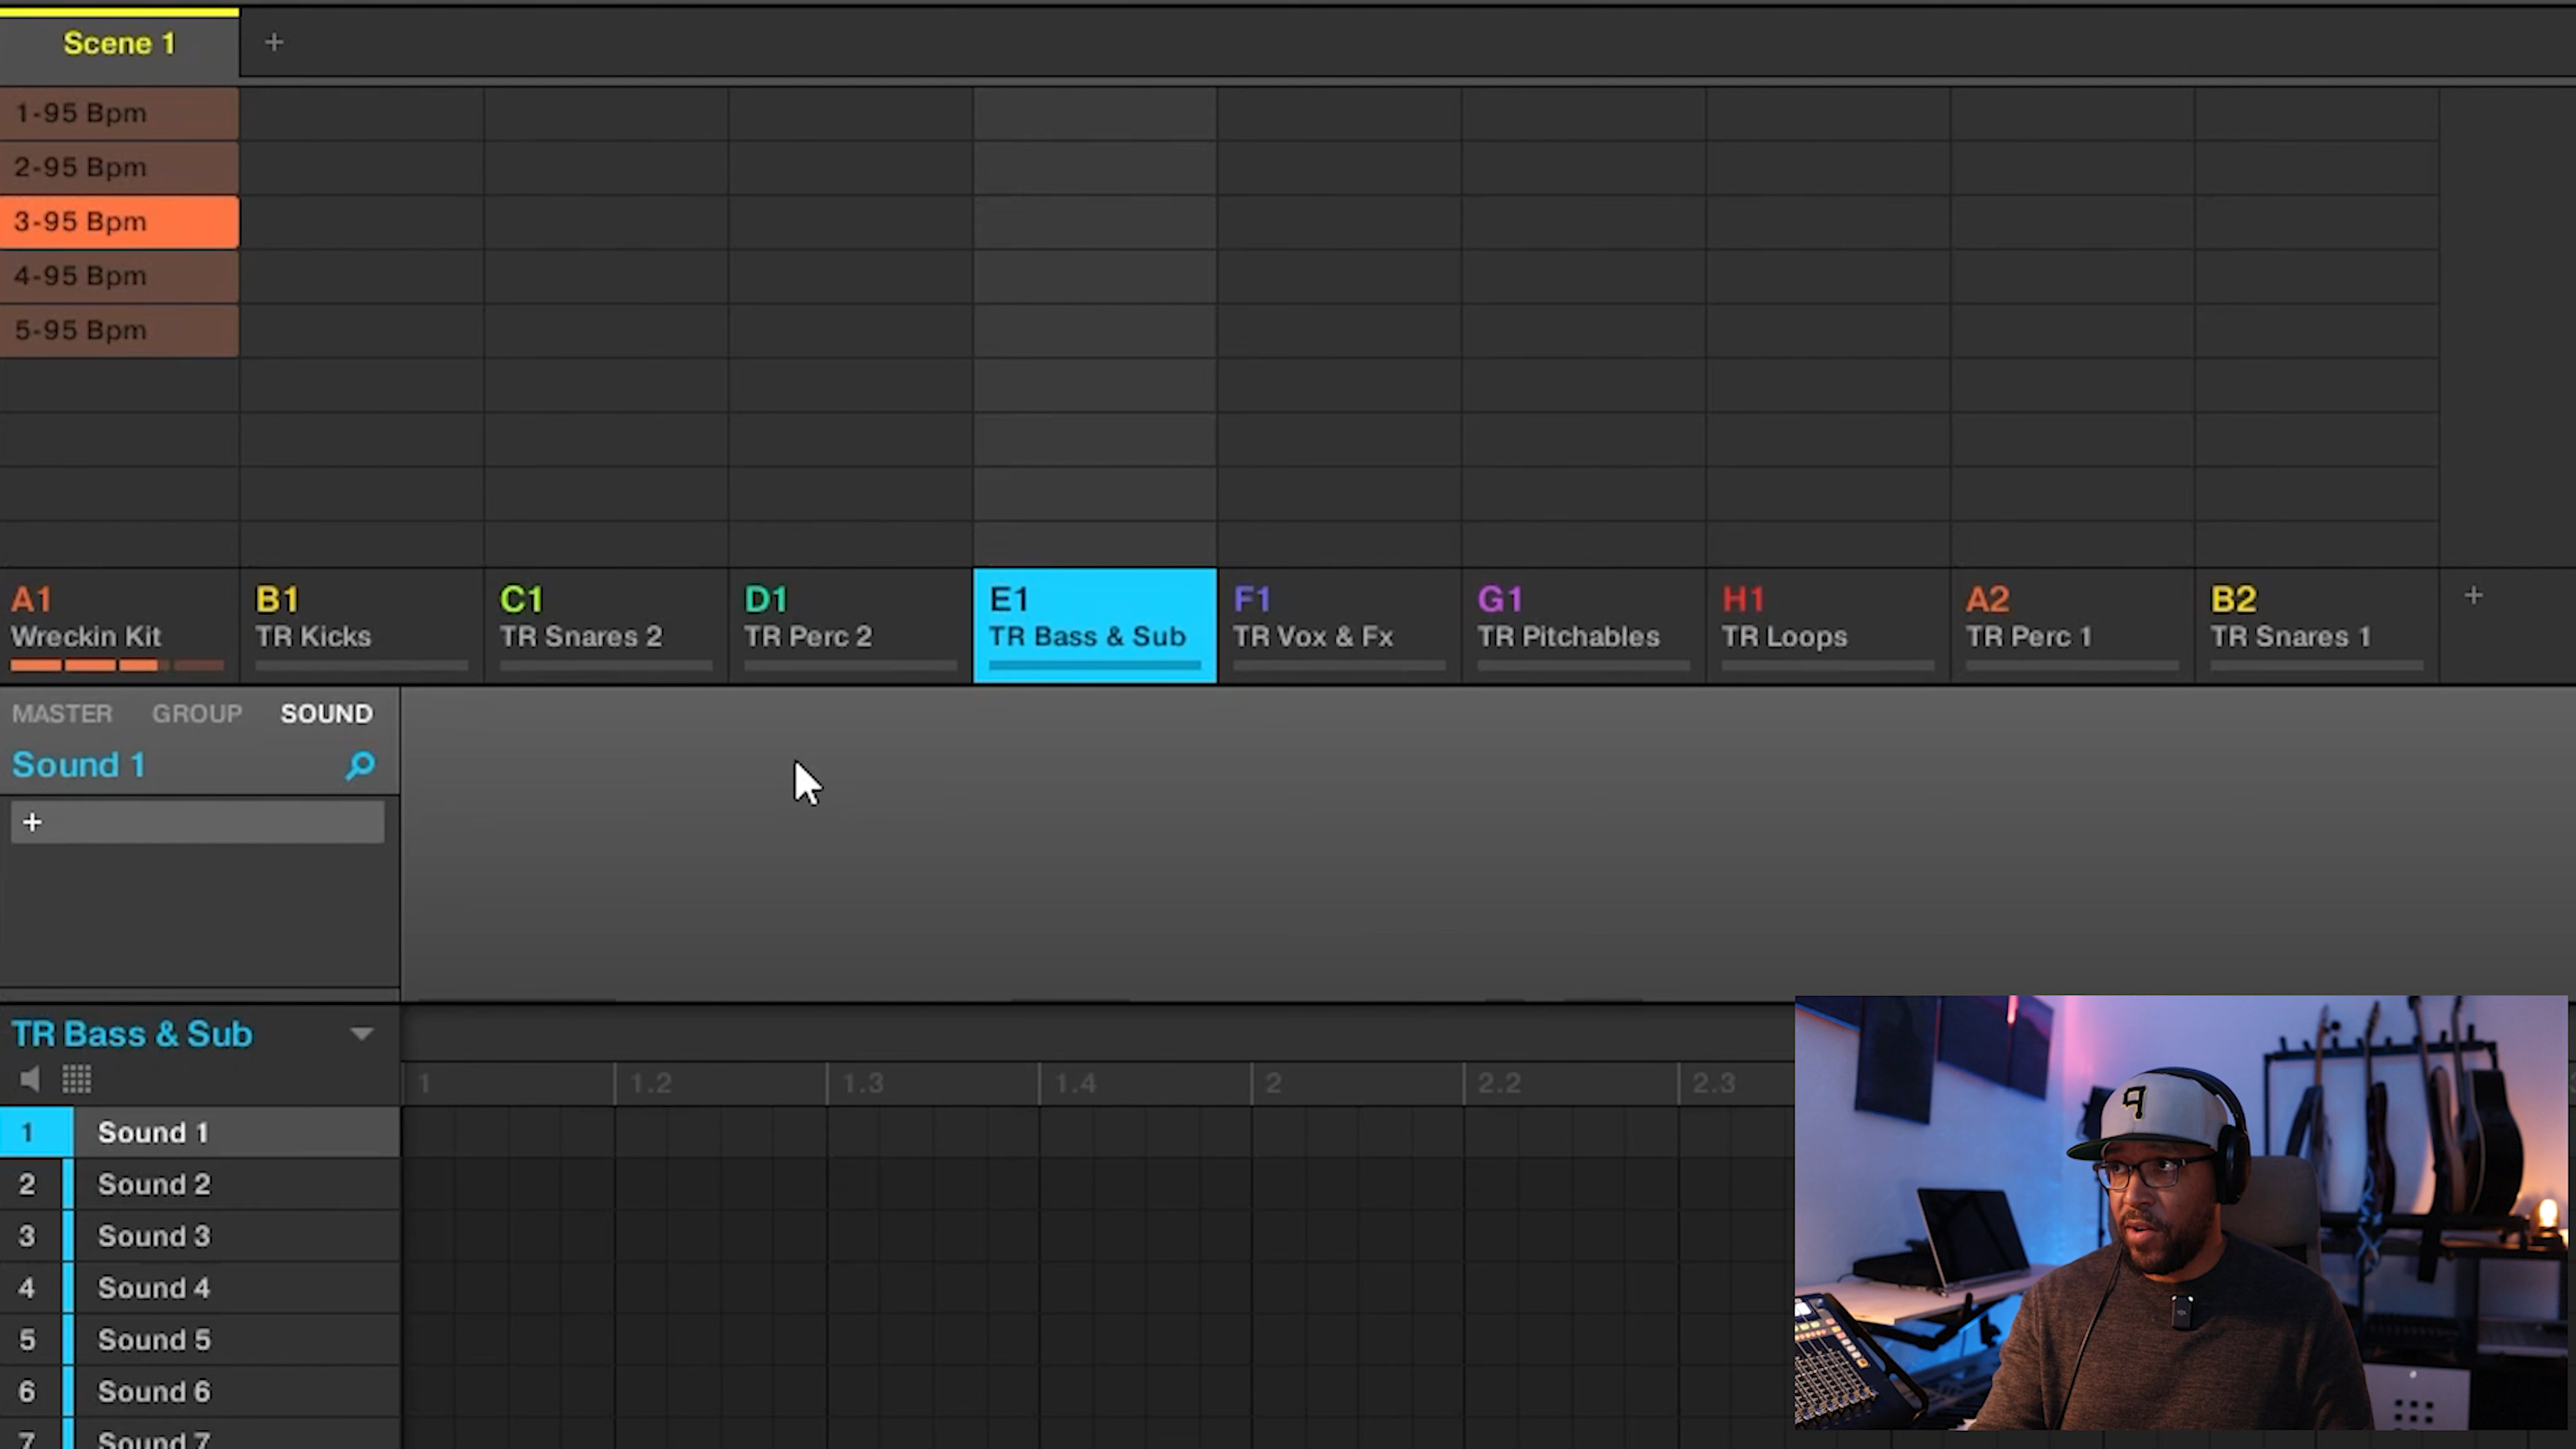 Scene 1 +
1-95 Bpm
2-95 Bpm
3-95 Bpm
4-95 Bpm
5-95 Bpm
A1 B1 C1 D1 E1 F1 G1 H1 A2 B2 +
Wreckin Kit TR Kicks TR Snares 2 TR Perc 2 TR Bass & Sub TR Vox & Fx TR Pitchables TR Loops TR Perc 1 TR Snares 1
MASTER GROUP SOUND
Sound 1
+
TR Bass & Sub
1 1.2 1.3 1.4 2 2.2 2.3
1 Sound 1
2 Sound 2
3 Sound 3
4 Sound 4
5 Sound 5
6 Sound 6
7 Sound 7